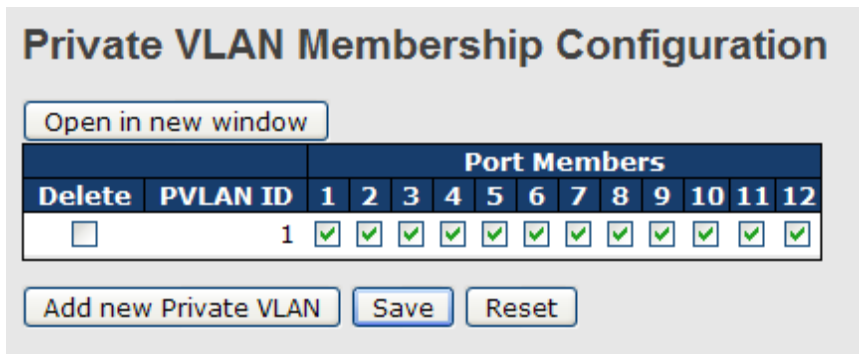 Private VLAN Membership Configuration
Open in new window
Port Members
Delete PVLAN ID 1 2 3 4 5 6 7 8 9 10 11 12
1
Add new Private VLAN Save Reset